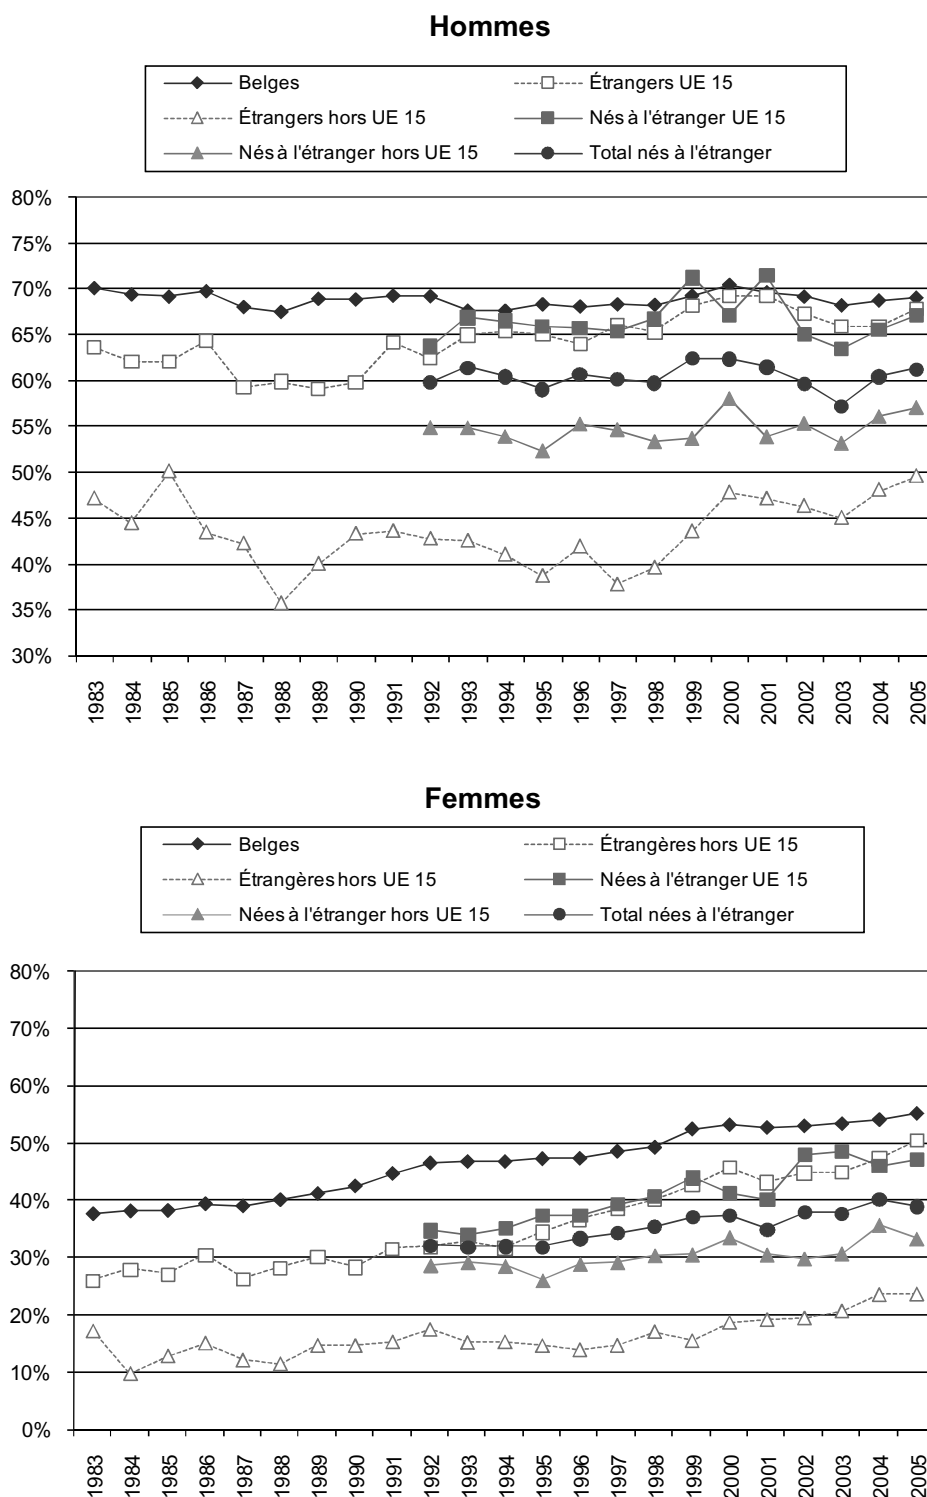 Hommes
Belges
Étrangers UE 15
Étrangers hors UE 15
Nés à l'étranger UE 15
Nés à l'étranger hors UE 15
Total nés à l'étranger
80%
75%
70%
65%
60%
55%
50%
45%
40%
35%
30%
1983 1984 1985 1986 1987 1988 1989 1990 1991 1992 1993 1994 1995 1996 1997 1998 1999 2000 2001 2002 2003 2004 2005
Femmes
Belges
Étrangères hors UE 15
Étrangères hors UE 15
Nées à l'étranger UE 15
Nées à l'étranger hors UE 15
Total nées à l'étranger
80%
70%
60%
50%
40%
30%
20%
10%
0%
1983 1984 1985 1986 1987 1988 1989 1990 1991 1992 1993 1994 1995 1996 1997 1998 1999 2000 2001 2002 2003 2004 2005